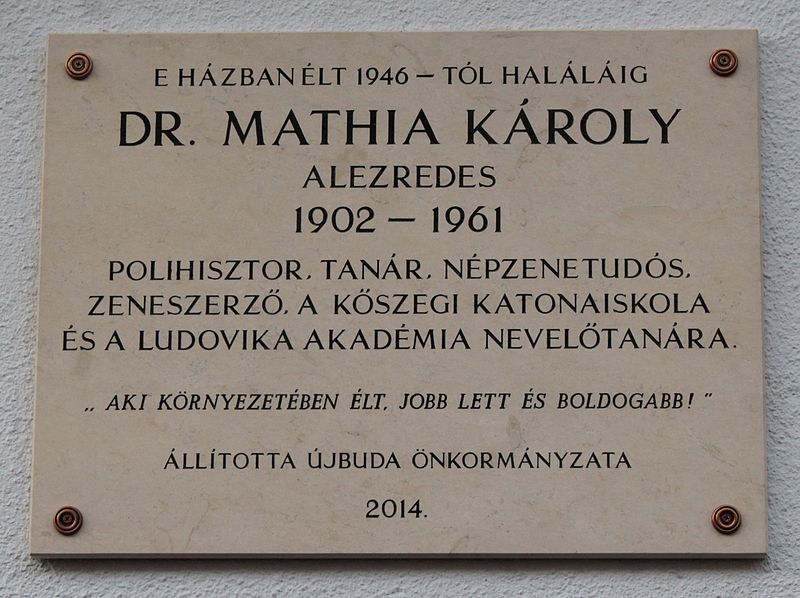 E HÁZBAN ÉLT 1946 – TÓL HALÁLÁIG
DR. MATHIA KÁROLY
ALEZREDES
1902 – 1961
POLIHISZTOR, TANÁR, NÉPZENETUDÓS,
ZENESZERZŐ, A KŐSZEGI KATONAISKOLA
ÉS A LUDOVIKA AKADÉMIA NEVELŐTANÁRA.
„ AKI KÖRNYEZETÉBEN ÉLT, JOBB LETT ÉS BOLDOGABB! ”
ÁLLÍTOTTA ÚJBUDA ÖNKORMÁNYZATA
2014.